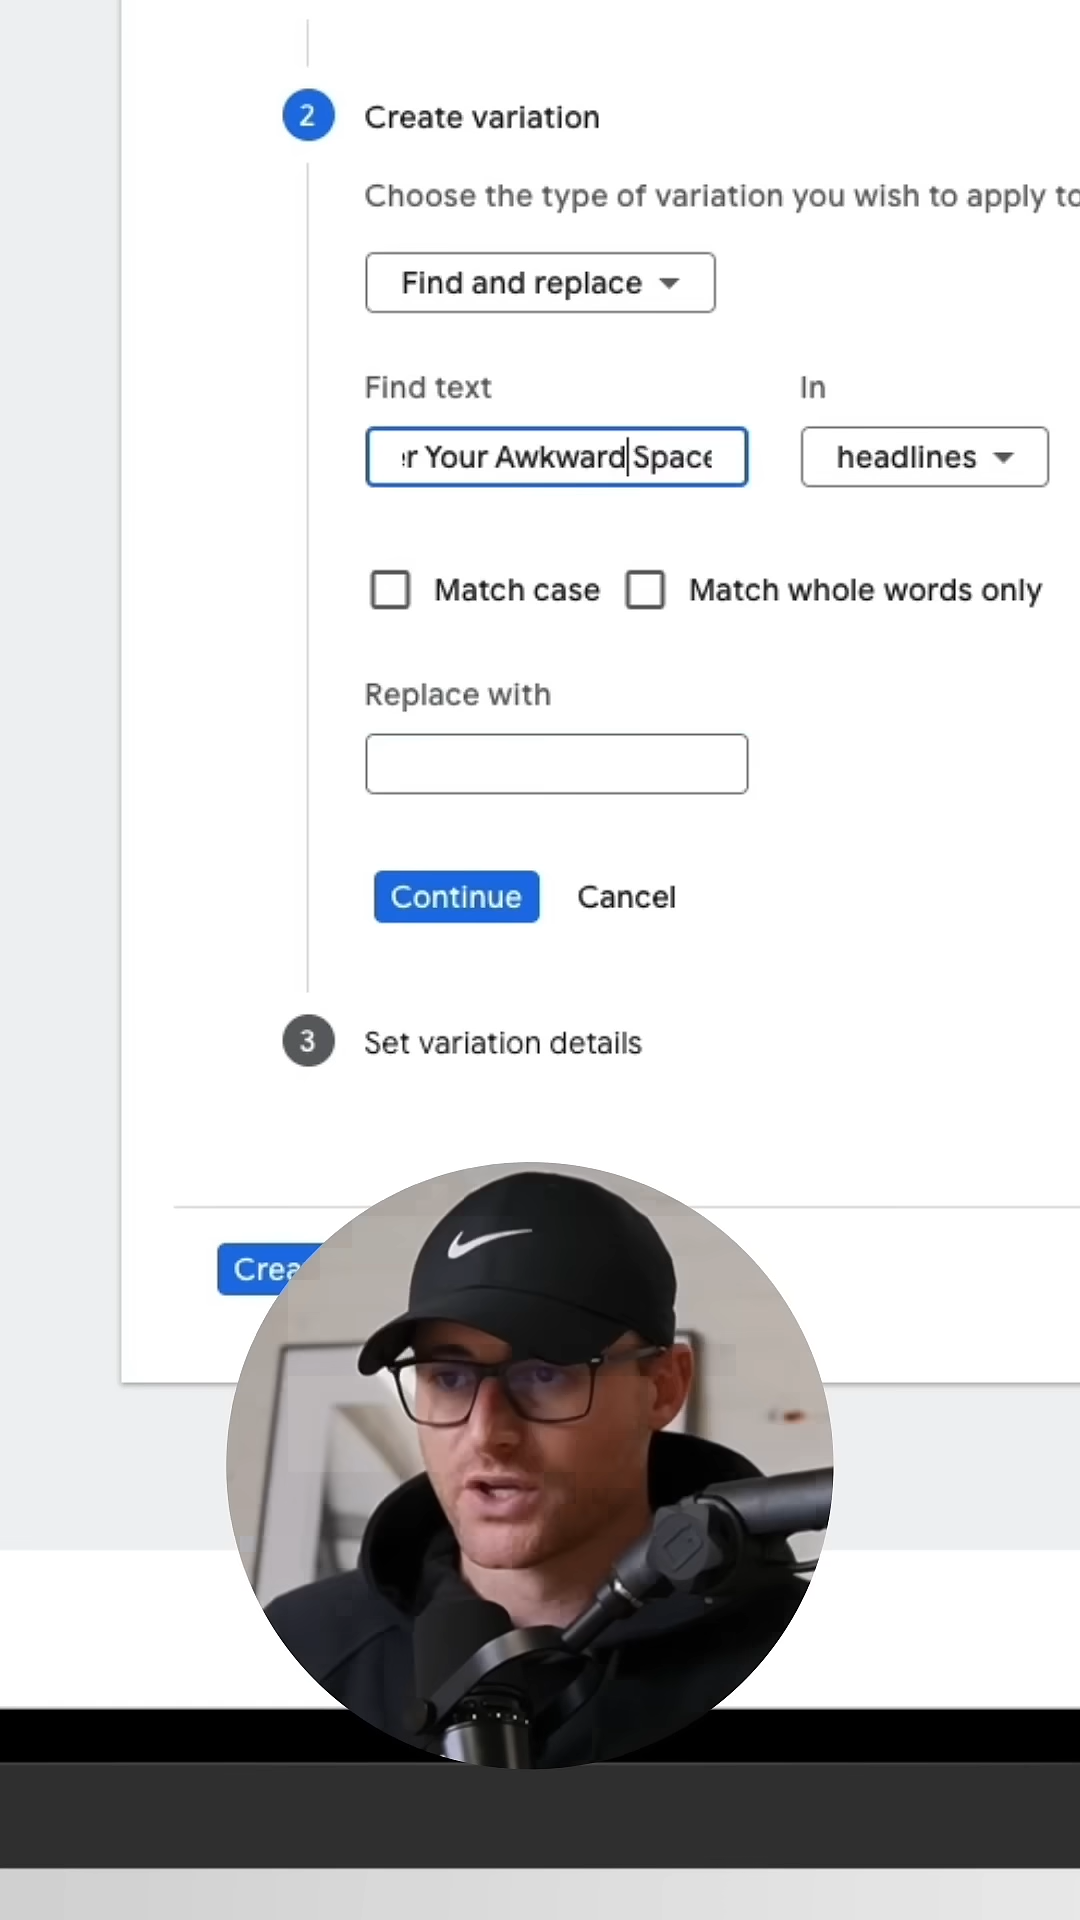 2
Create variation
Choose the type of variation you wish to apply to
Find and replace
Find text
In
Your Awkward Space
headlines
Match case
Match whole words only
Replace with
Continue
Cancel
3
Set variation details